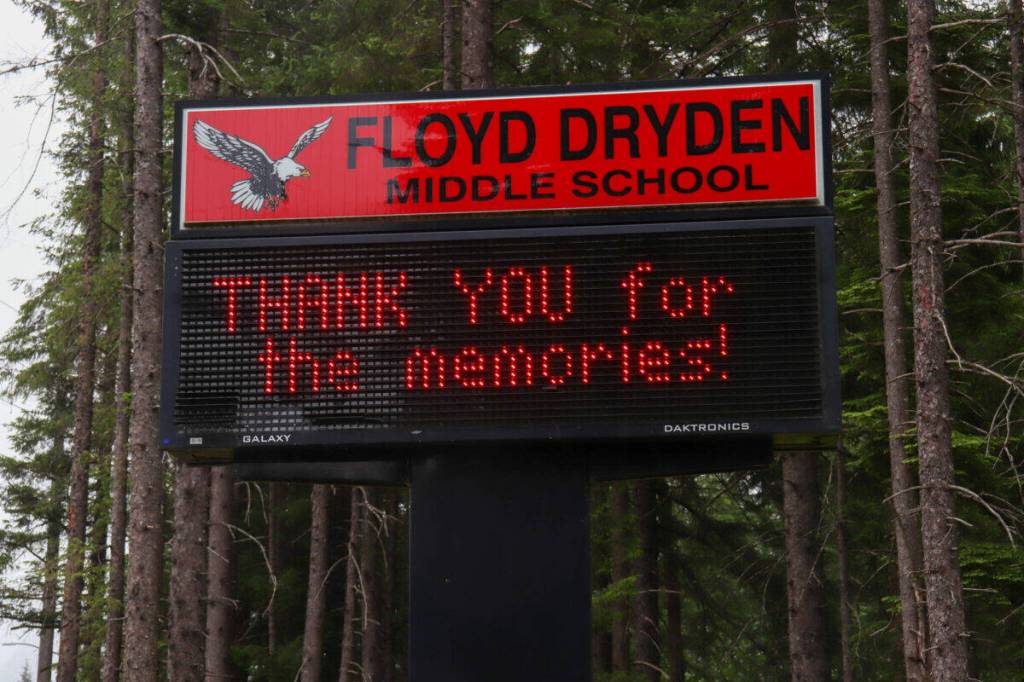 FLOYD DRYDEN
MIDDLE SCHOOL
THANK YOU for
the memories!
GALAXY
DAKTRONICS